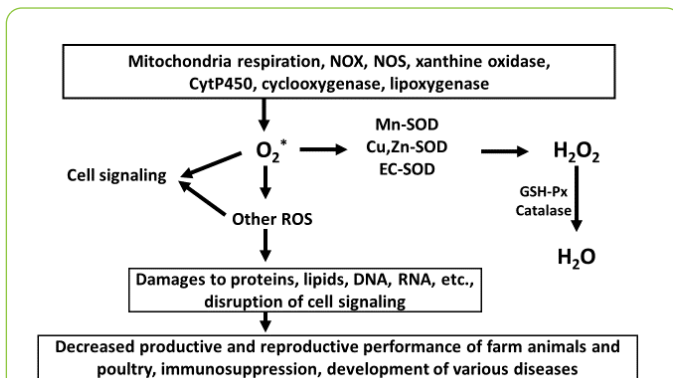 Mitochondria respiration, NOX, NOS, xanthine oxidase,
CytP450, cyclooxygenase, lipoxygenase
Mn-SOD
Cu,Zn-SOD
EC-SOD
O₂*
H₂O₂
Cell signaling
GSH-Px
Catalase
Other ROS
H₂O
Damages to proteins, lipids, DNA, RNA, etc.,
disruption of cell signaling
Decreased productive and reproductive performance of farm animals and
poultry, immunosuppression, development of various diseases